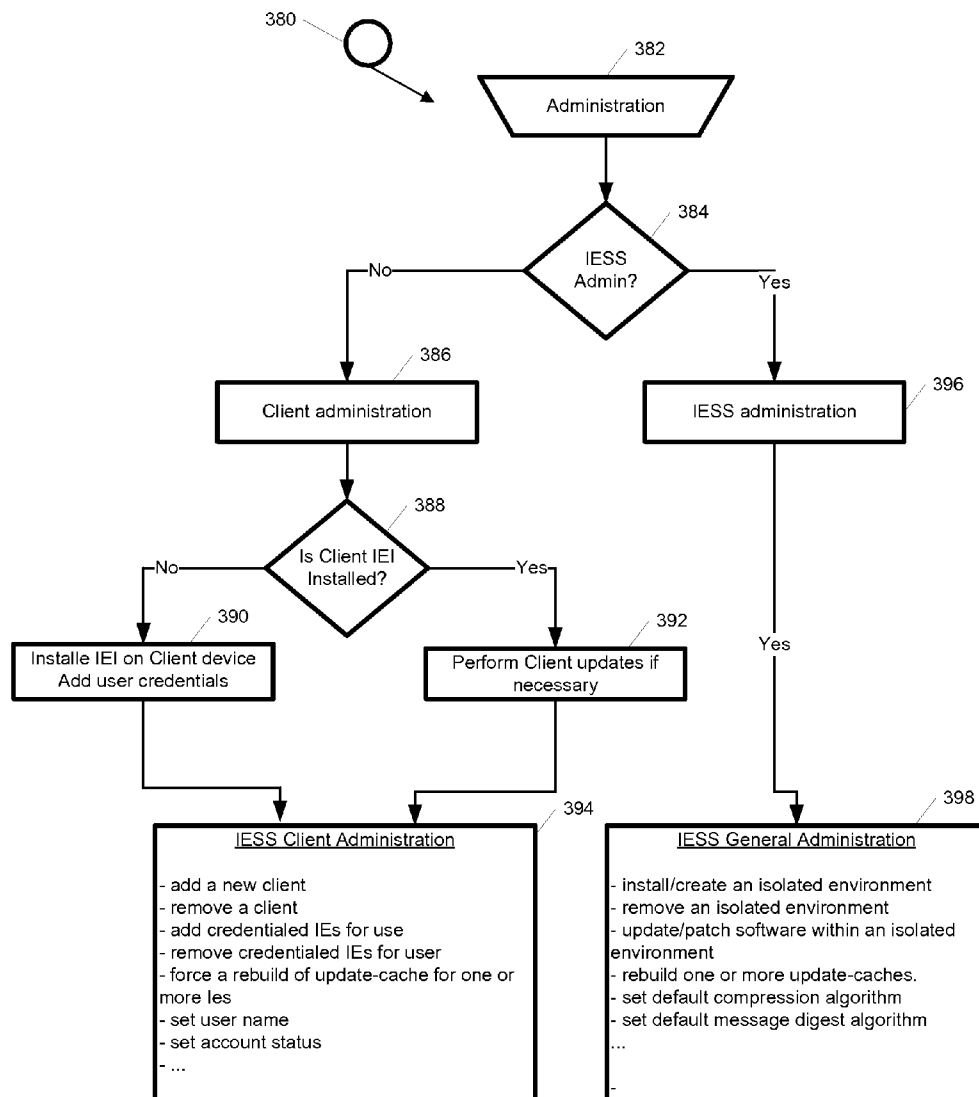 380
382
Administration
384
IESS
Admin?
No
Yes
386
Client administration
396
IESS administration
388
Is Client IEI
Installed?
No
Yes
390
Installe IEI on Client device
Add user credentials
392
Perform Client updates if
necessary
Yes
394
IESS Client Administration
- add a new client
- remove a client
- add credentialed IEs for use
- remove credentialed IEs for user
- force a rebuild of update-cache for one or
more Ies
- set user name
- set account status
- ...
398
IESS General Administration
- install/create an isolated environment
- remove an isolated environment
- update/patch software within an isolated
environment
- rebuild one or more update-caches.
- set default compression algorithm
- set default message digest algorithm
...
-